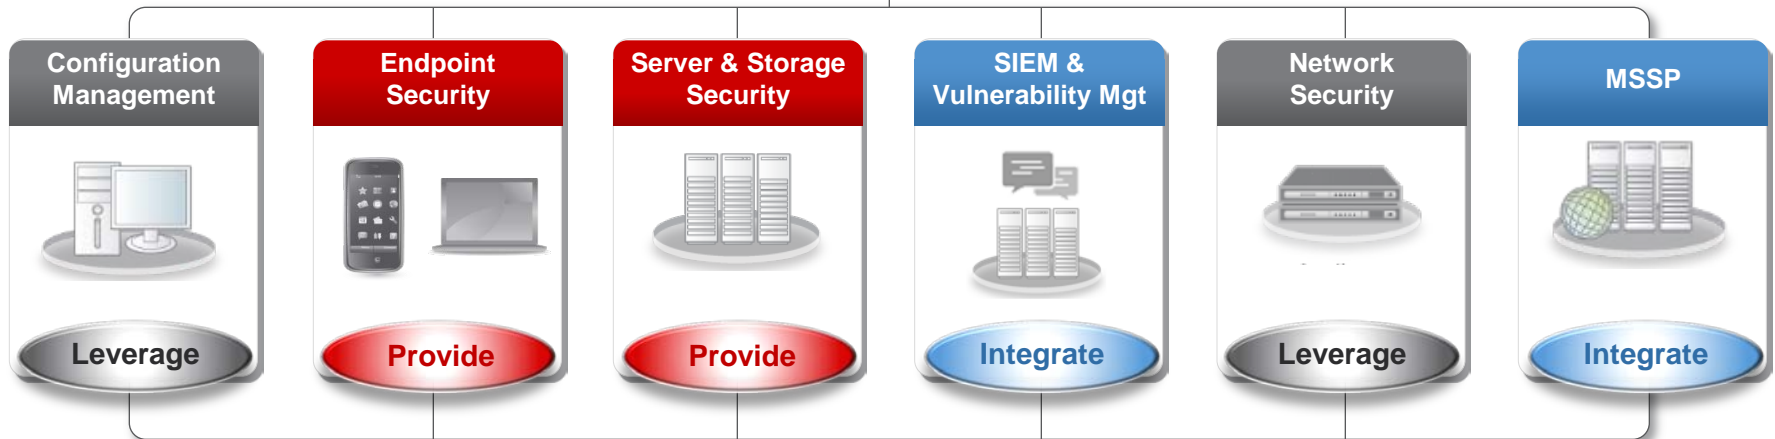 Configuration
Management
Endpoint
Security
Server & Storage
Security
SIEM &
Vulnerability Mgt
Network
Security
MSSP
Leverage
Provide
Provide
Integrate
Leverage
Integrate